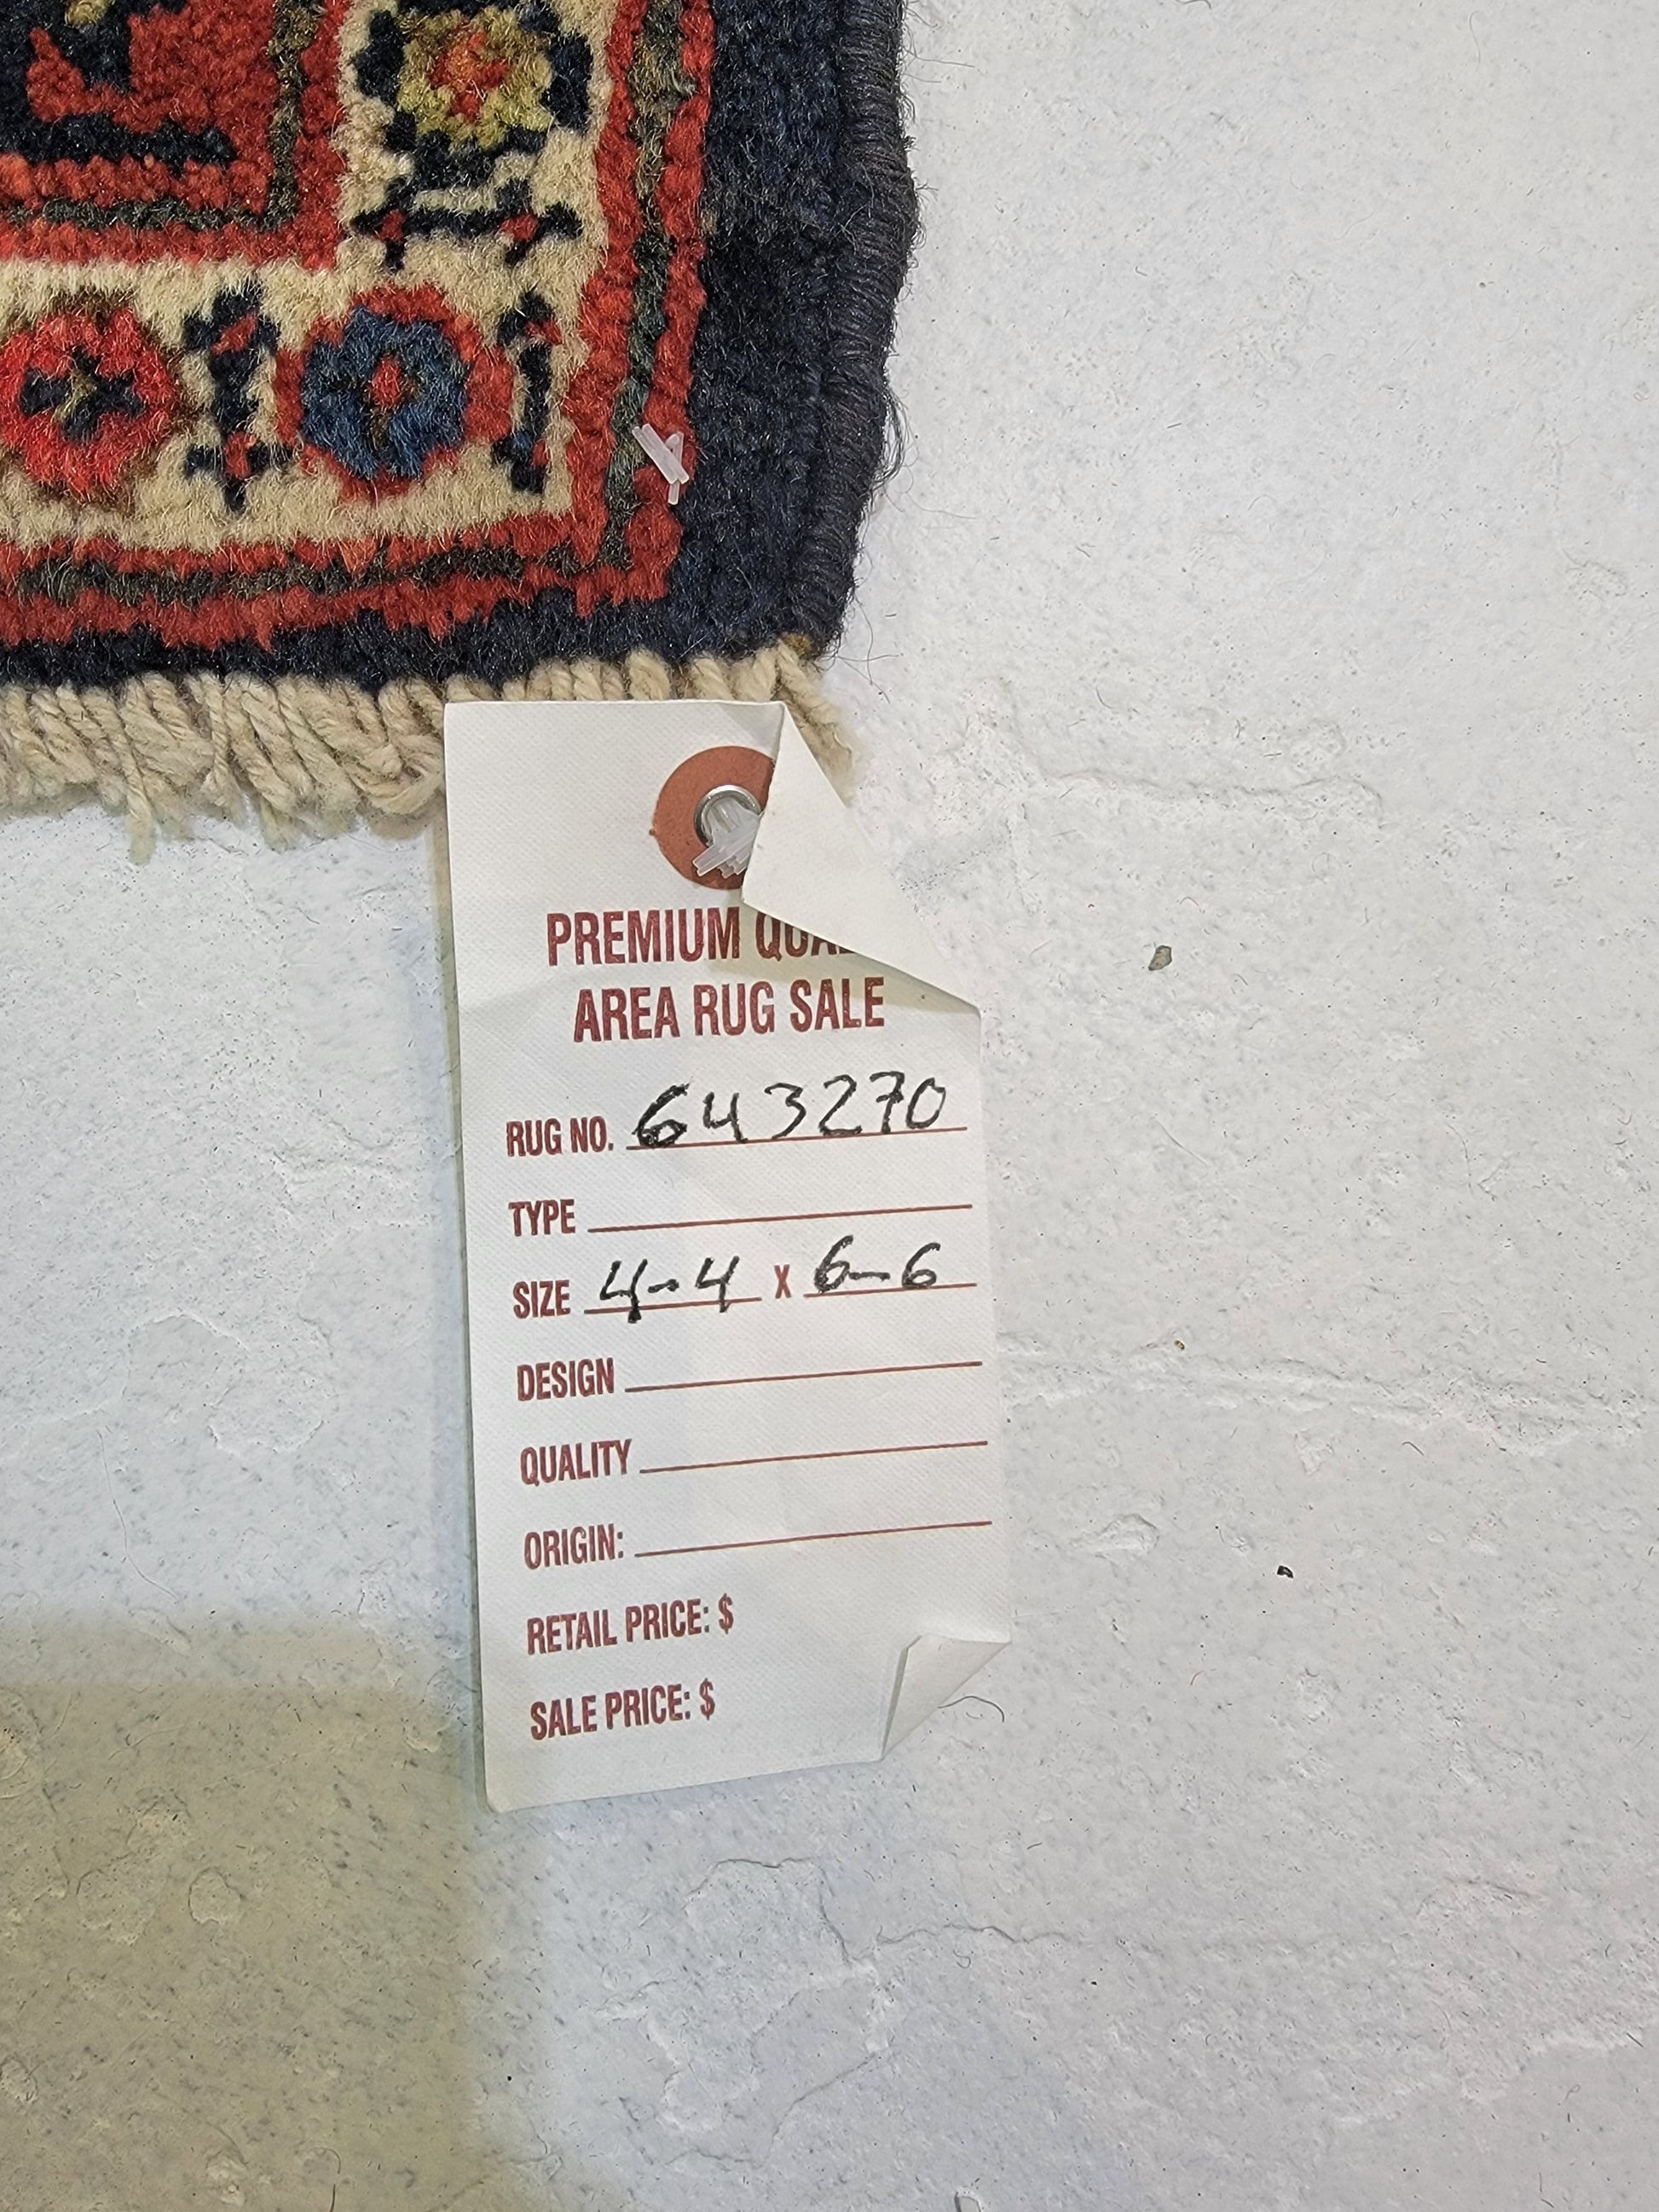 PREMIUM
AREA RUG SALE
RUG NO. 643270
TYPE
SIZE 4-4 X 6-6
DESIGN
QUALITY
ORIGIN:
RETAIL PRICE: $
SALE PRICE: $